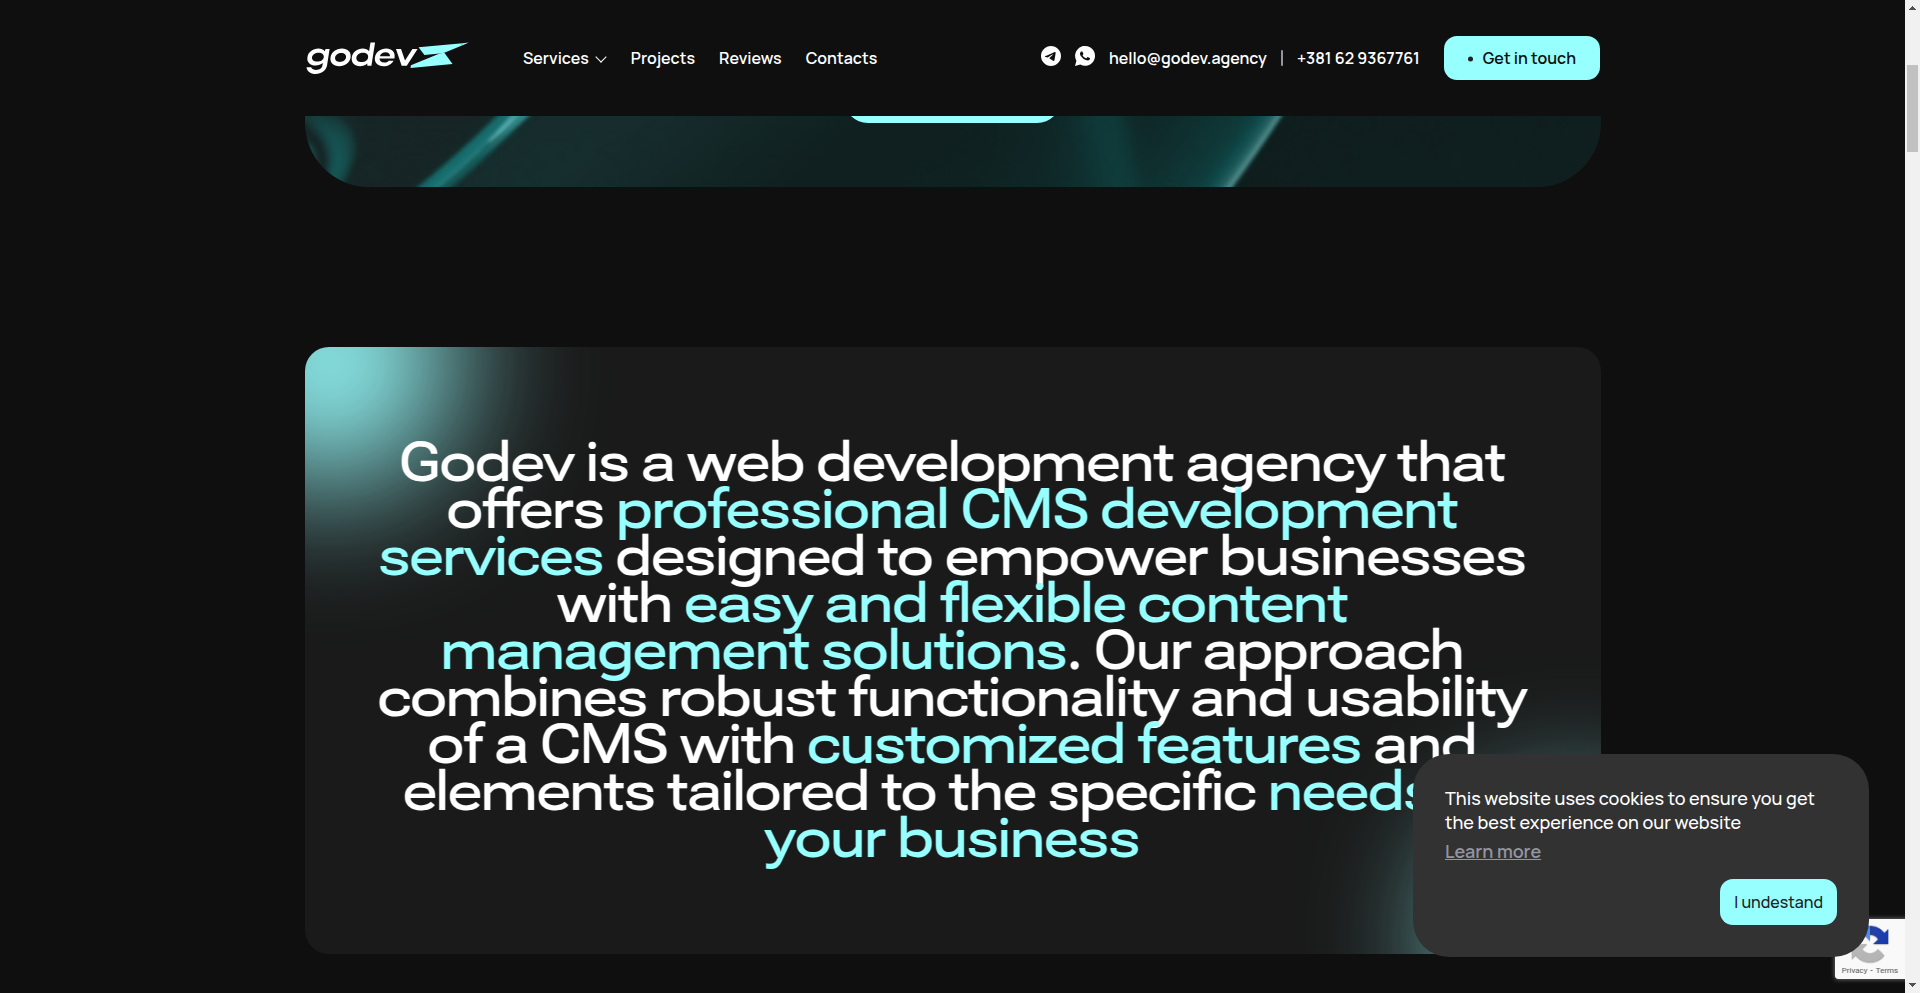 godev
Services
Projects
Reviews
Contacts
hello@godev.agency | +381 62 9367761
Get in touch
Godev is a web development agency that
offers professional CMS development
services designed to empower businesses
with easy and flexible content
management solutions. Our approach
combines robust functionality and usability
of a CMS with customized features and
elements tailored to the specific needs
your business
This website uses cookies to ensure you get
the best experience on our website
Learn more
I undestand
Privacy - Terms